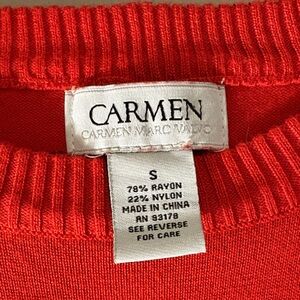 CARMEN
CARMEN MARC VALVO
S
78% RAYON
22% NYLON
MADE IN CHINA
RN 93178
SEE REVERSE
FOR CARE